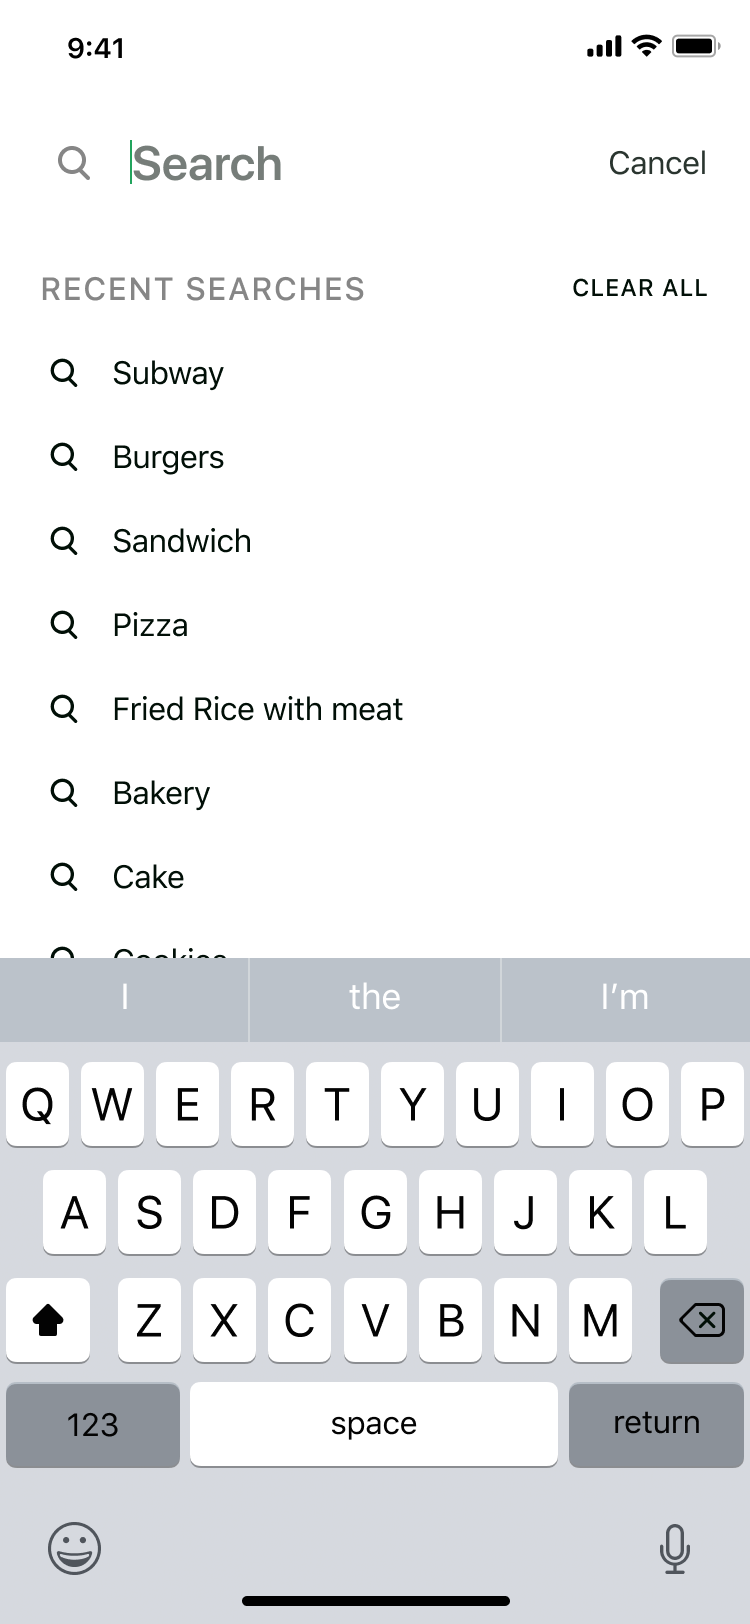 9:41
Search Cancel
RECENT SEARCHES CLEAR ALL
Subway
Burgers
Sandwich
Pizza
Fried Rice with meat
Bakery
Cake
Cookies
I the I’m
Q W E R T Y U I O P
A S D F G H J K L
Z X C V B N M
123 space return